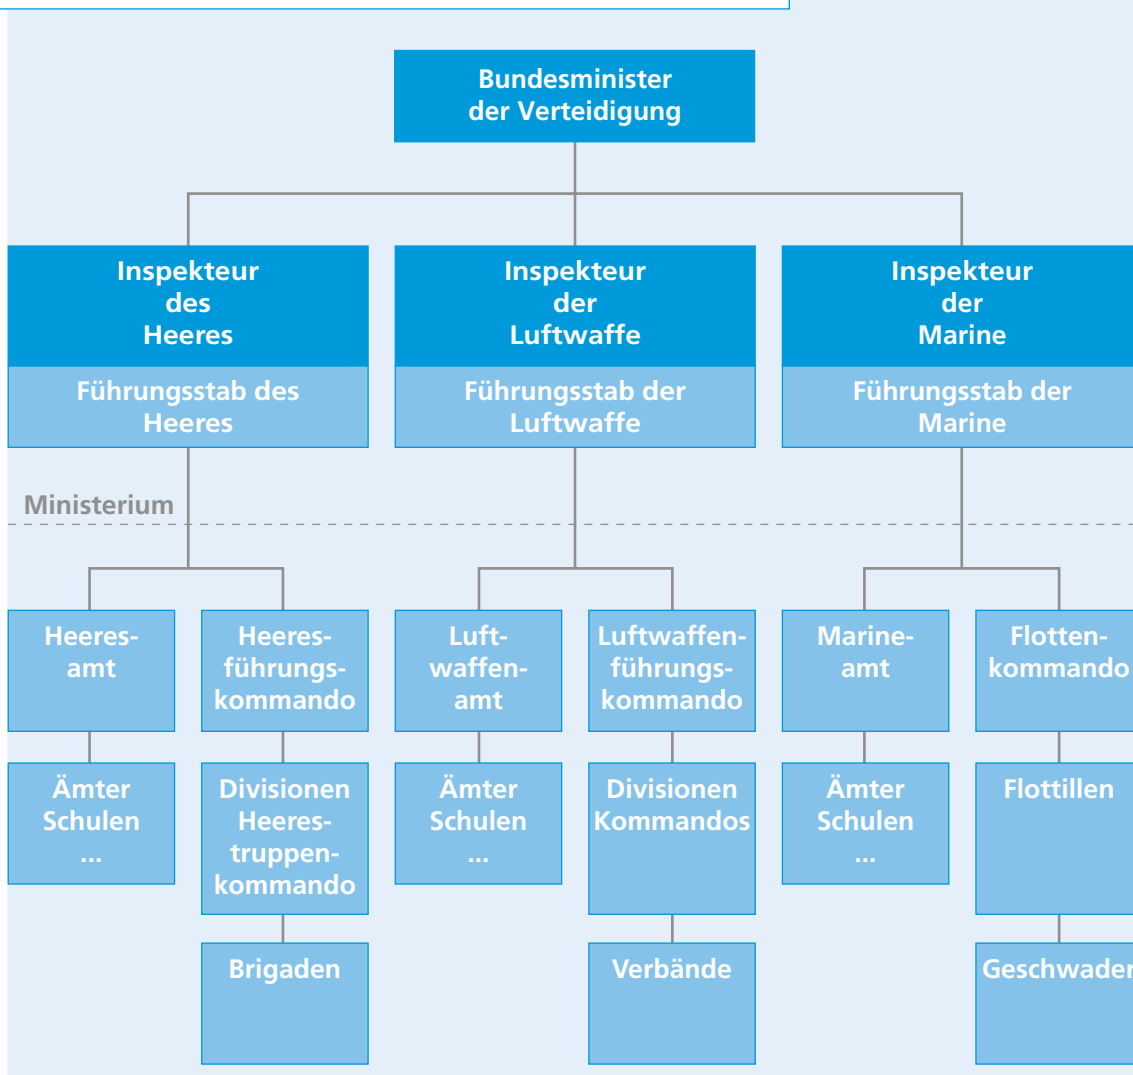 Bundesminister
der Verteidigung
Inspekteur
des
Heeres
Führungsstab des
Heeres
Inspekteur
der
Luftwaffe
Führungsstab der
Luftwaffe
Inspekteur
der
Marine
Führungsstab der
Marine
Ministerium
Heeres-
amt
Heeres-
führungs-
kommando
Luft-
waffen-
amt
Luftwaffen-
führungs-
kommando
Marine-
amt
Flotten-
kommando
Ämter
Schulen
...
Divisionen
Heeres-
truppen-
kommando
Ämter
Schulen
...
Divisionen
Kommandos
Ämter
Schulen
...
Flottillen
Brigaden
Verbände
Geschwader